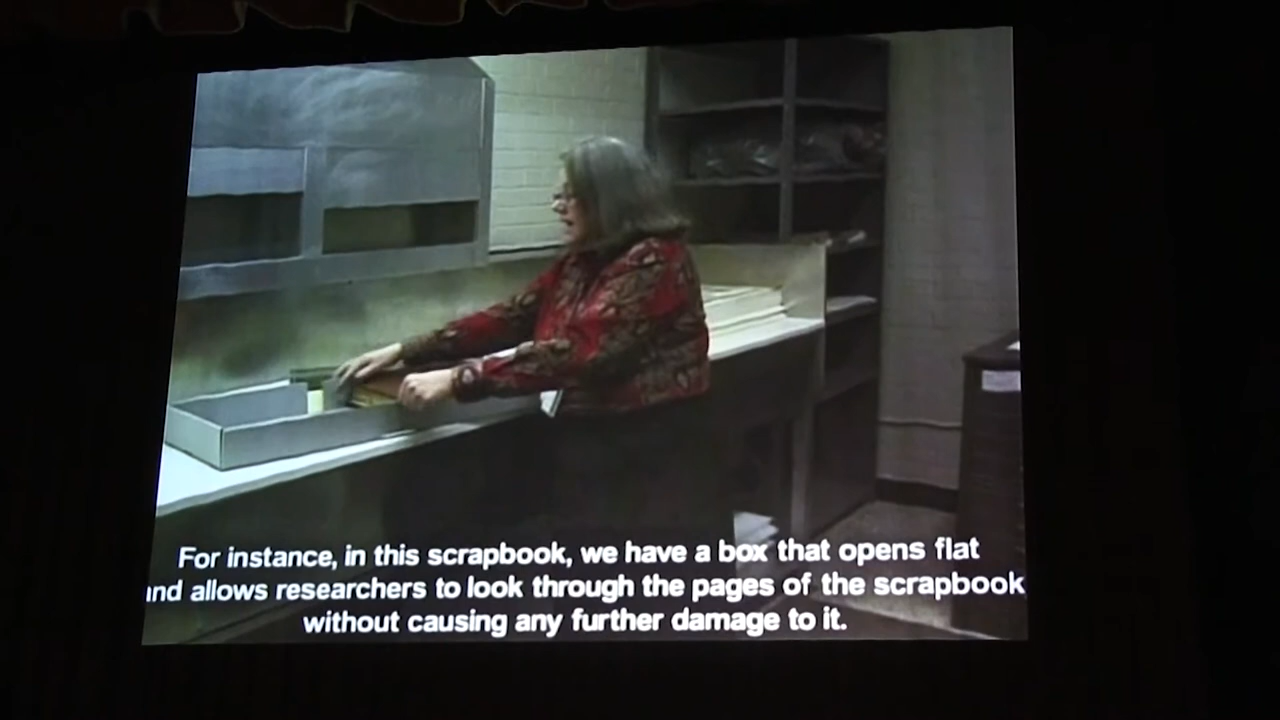 For instance, in this scrapbook, we have a box that opens flat
and allows researchers to look through the pages of the scrapbook
without causing any further damage to it.